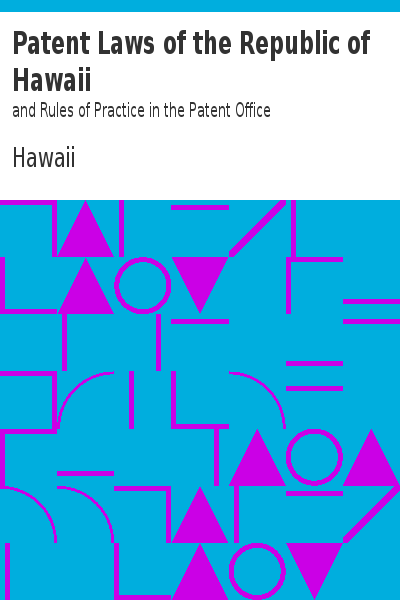 Patent Laws of the Republic of
Hawaii
and Rules of Practice in the Patent Office
Hawaii